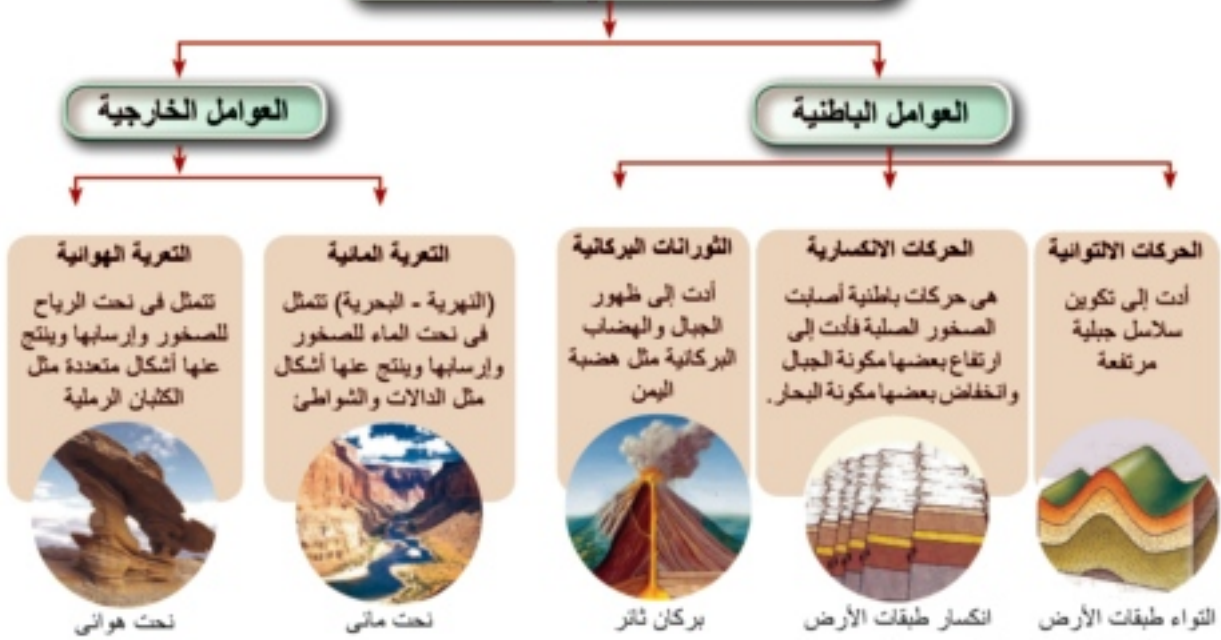 العوامل الباطنية
العوامل الخارجية
الحركات الالتوائية
أدت إلى تكوين
سلاسل جبلية
مرتفعة
التواء طبقات الأرض
الحركات الانكسارية
هى حركات باطنية أصابت
الصخور الصلبة فأدت إلى
ارتفاع بعضها مكونة الجبال
وانخفاض بعضها مكونة البحار.
انكسار طبقات الأرض
الثورانات البركانية
أدت إلى ظهور
الجبال والهضاب
البركانية مثل هضبة
اليمن
بركان ثائر
التعرية المائية
(النهرية - البحرية) تتمثل
فى نحت الماء للصخور
وإرسابها وينتج عنها أشكال
مثل الدالات والشواطئ
نحت مائى
التعرية الهوائية
تتمثل فى نحت الرياح
للصخور وإرسابها وينتج
عنها أشكال متعددة مثل
الكثبان الرملية
نحت هوائى